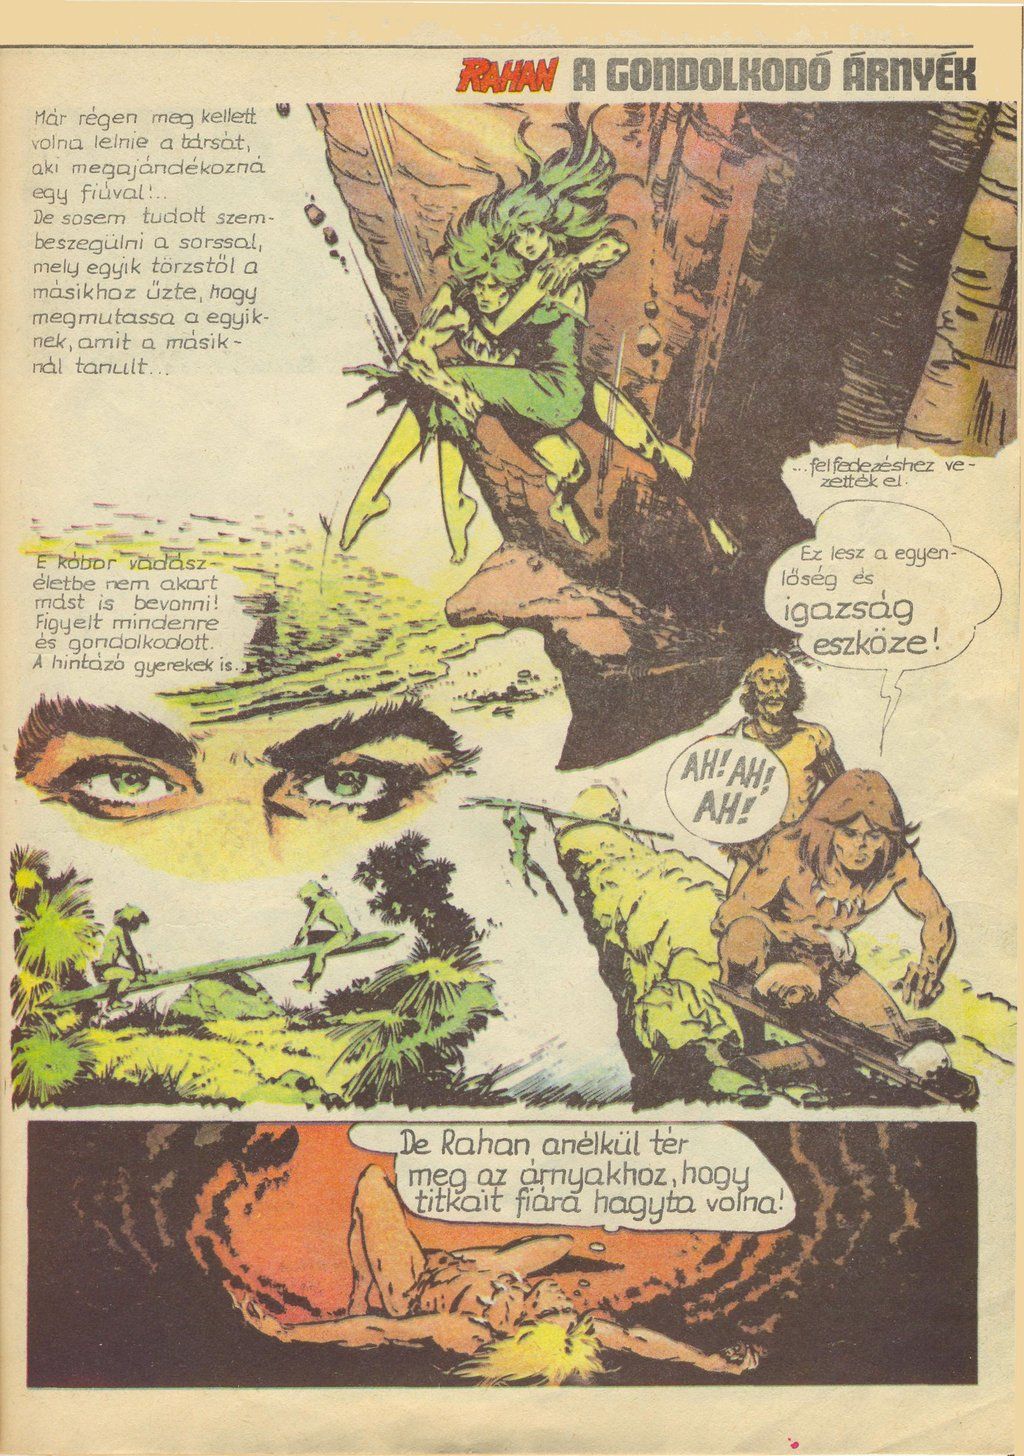 RAHAN A GONDOLKODÓ ÁRNYÉK
Már régen meg kellett
volna lelnie a társát,
aki megajándékozná
egy fiúval!..
De sosem tudott szem-
beszegülni a sorssal,
mely egyik törzstől a
másikhoz űzte, hogy
megmutassa a egyik-
nek, amit a másik-
nál tanult...
E kóbor vadász-
életbe nem akart
mást is bevonni!
Figyelt mindenre
és gondolkodott.
A hintázó gyerekek is...
...felfedezéshez ve-
zették el.
Ez lesz a egyen-
lőség és
igazság
eszköze!
AH! AH!
AH!
De Rahan anélkül tér
meg az árnyakhoz, hogy
titkait fiára hagyta volna!